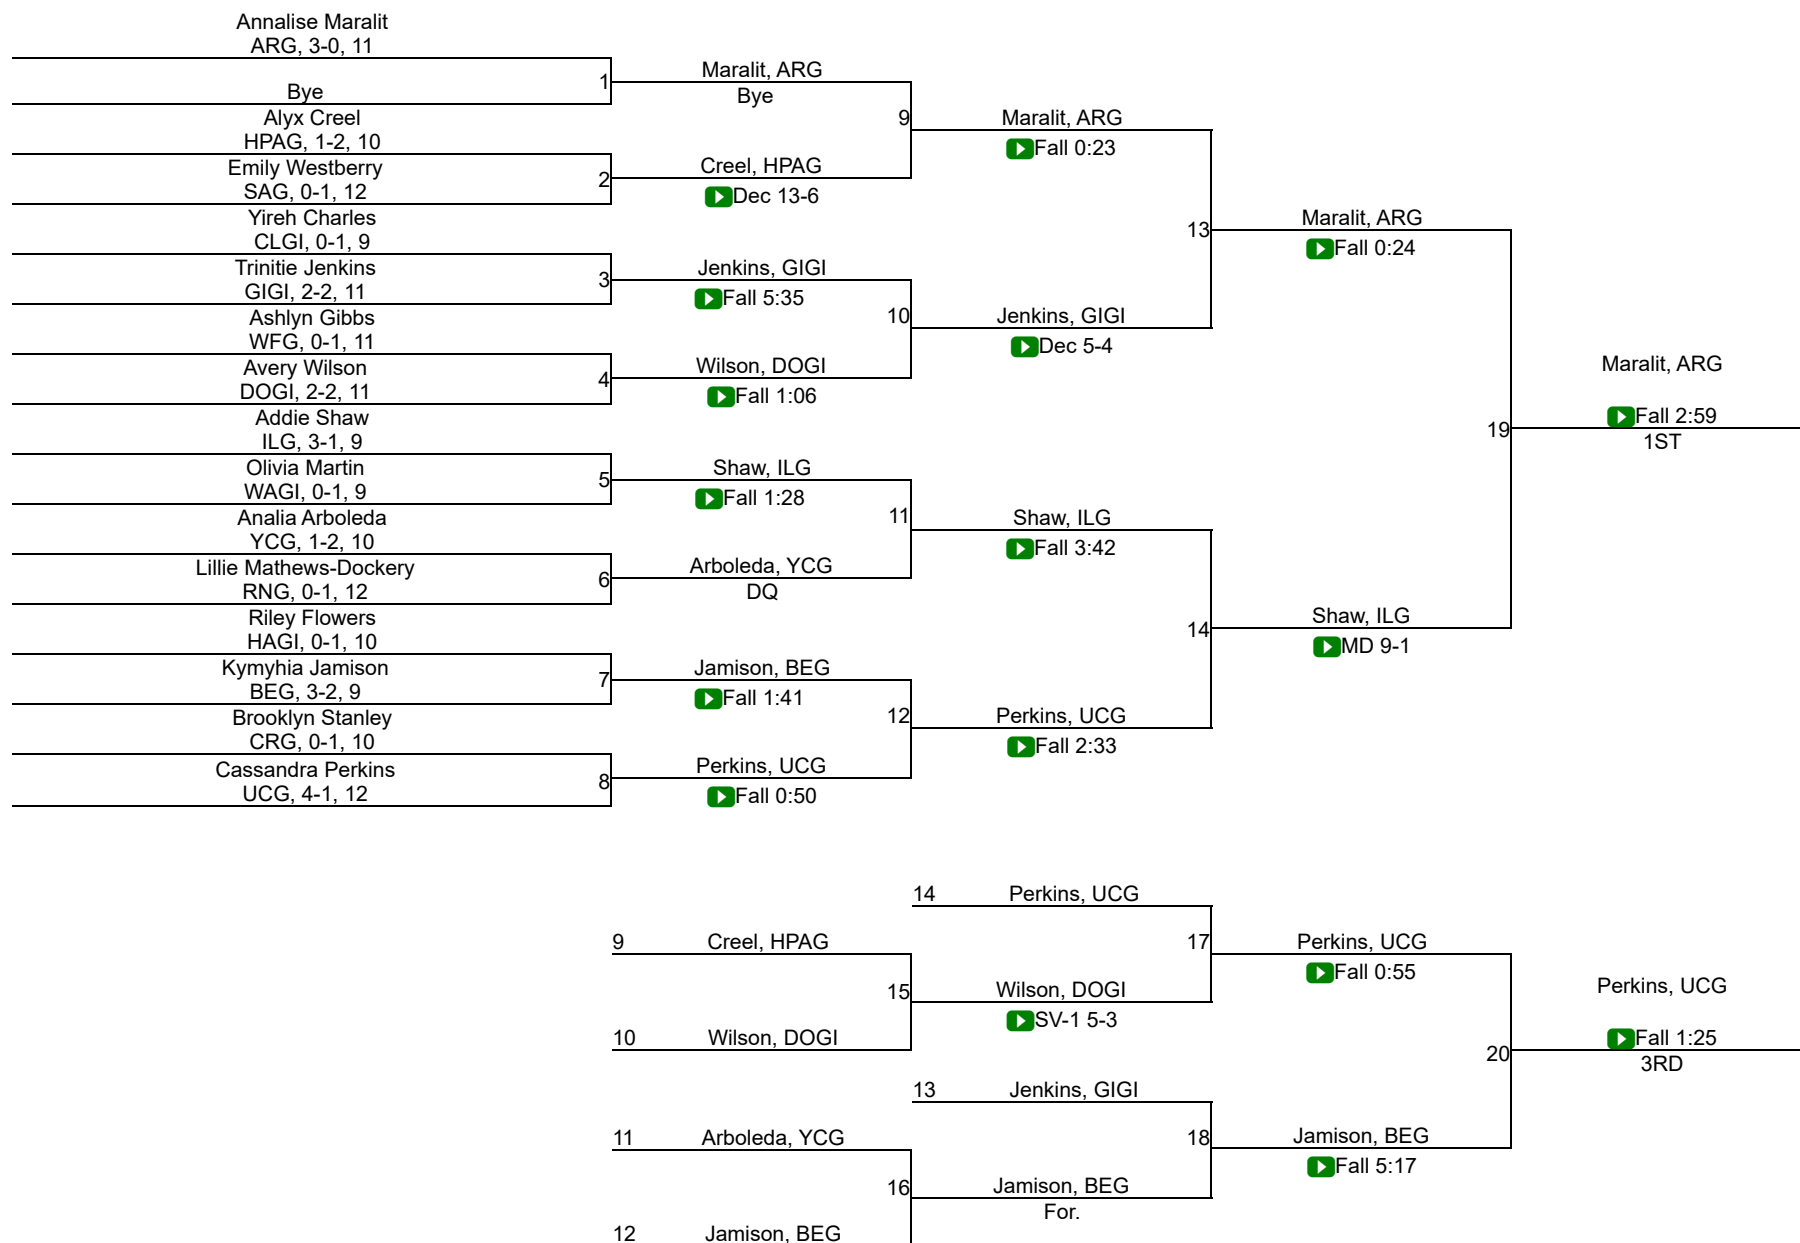 Annalise Maralit
ARG, 3-0, 11
1
Bye
Maralit, ARG
Bye
Alyx Creel
HPAG, 1-2, 10
9
Maralit, ARG
Fall 0:23
Emily Westberry
SAG, 0-1, 12
2
Creel, HPAG
Dec 13-6
Yireh Charles
CLGI, 0-1, 9
13
Maralit, ARG
Fall 0:24
Trinitie Jenkins
GIGI, 2-2, 11
3
Jenkins, GIGI
Fall 5:35
Ashlyn Gibbs
WFG, 0-1, 11
10
Jenkins, GIGI
Dec 5-4
Avery Wilson
DOGI, 2-2, 11
4
Wilson, DOGI
Fall 1:06
Maralit, ARG
Fall 2:59
1ST
19
Addie Shaw
ILG, 3-1, 9
Olivia Martin
WAGI, 0-1, 9
5
Shaw, ILG
Fall 1:28
Analia Arboleda
YCG, 1-2, 10
11
Shaw, ILG
Fall 3:42
Lillie Mathews-Dockery
RNG, 0-1, 12
6
Arboleda, YCG
DQ
Riley Flowers
HAGI, 0-1, 10
14
Shaw, ILG
MD 9-1
Kymyhia Jamison
BEG, 3-2, 9
7
Jamison, BEG
Fall 1:41
Brooklyn Stanley
CRG, 0-1, 10
12
Perkins, UCG
Fall 2:33
Cassandra Perkins
UCG, 4-1, 12
8
Perkins, UCG
Fall 0:50
14
Perkins, UCG
9
Creel, HPAG
17
Perkins, UCG
Fall 0:55
15
Wilson, DOGI
SV-1 5-3
10
Wilson, DOGI
Perkins, UCG
Fall 1:25
3RD
20
13
Jenkins, GIGI
11
Arboleda, YCG
18
Jamison, BEG
Fall 5:17
16
Jamison, BEG
For.
12
Jamison, BEG